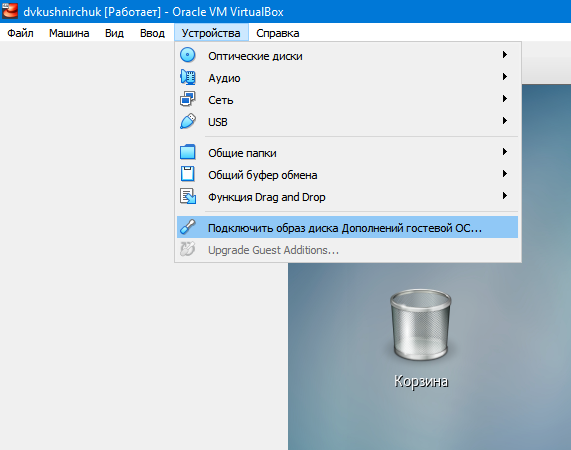 dvkushnirchuk [Работает] - Oracle VM VirtualBox
Файл Машина Вид Ввод Устройства Справка
Оптические диски
Аудио
Сеть
USB
Общие папки
Общий буфер обмена
Функция Drag and Drop
Подключить образ диска Дополнений гостевой ОС...
Upgrade Guest Additions...
Корзина